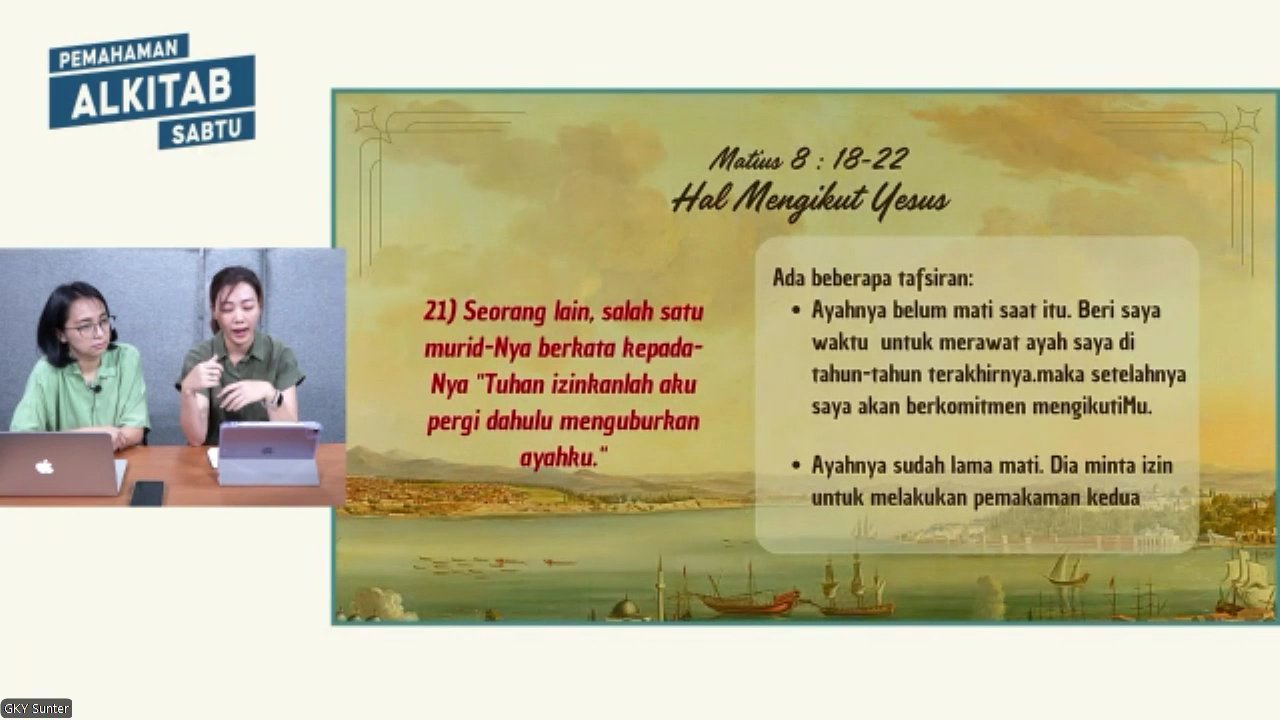 PEMAHAMAN
ALKITAB
SABTU
Matius 8 : 18-22
Hal Mengikut Yesus
21) Seorang lain, salah satu
murid-Nya berkata kepada-
Nya "Tuhan izinkanlah aku
pergi dahulu menguburkan
ayahku."
Ada beberapa tafsiran:
• Ayahnya belum mati saat itu. Beri saya
waktu untuk merawat ayah saya di
tahun-tahun terakhirnya.maka setelahnya
saya akan berkomitmen mengikutiMu.
• Ayahnya sudah lama mati. Dia minta izin
untuk melakukan pemakaman kedua
GKY Sunter